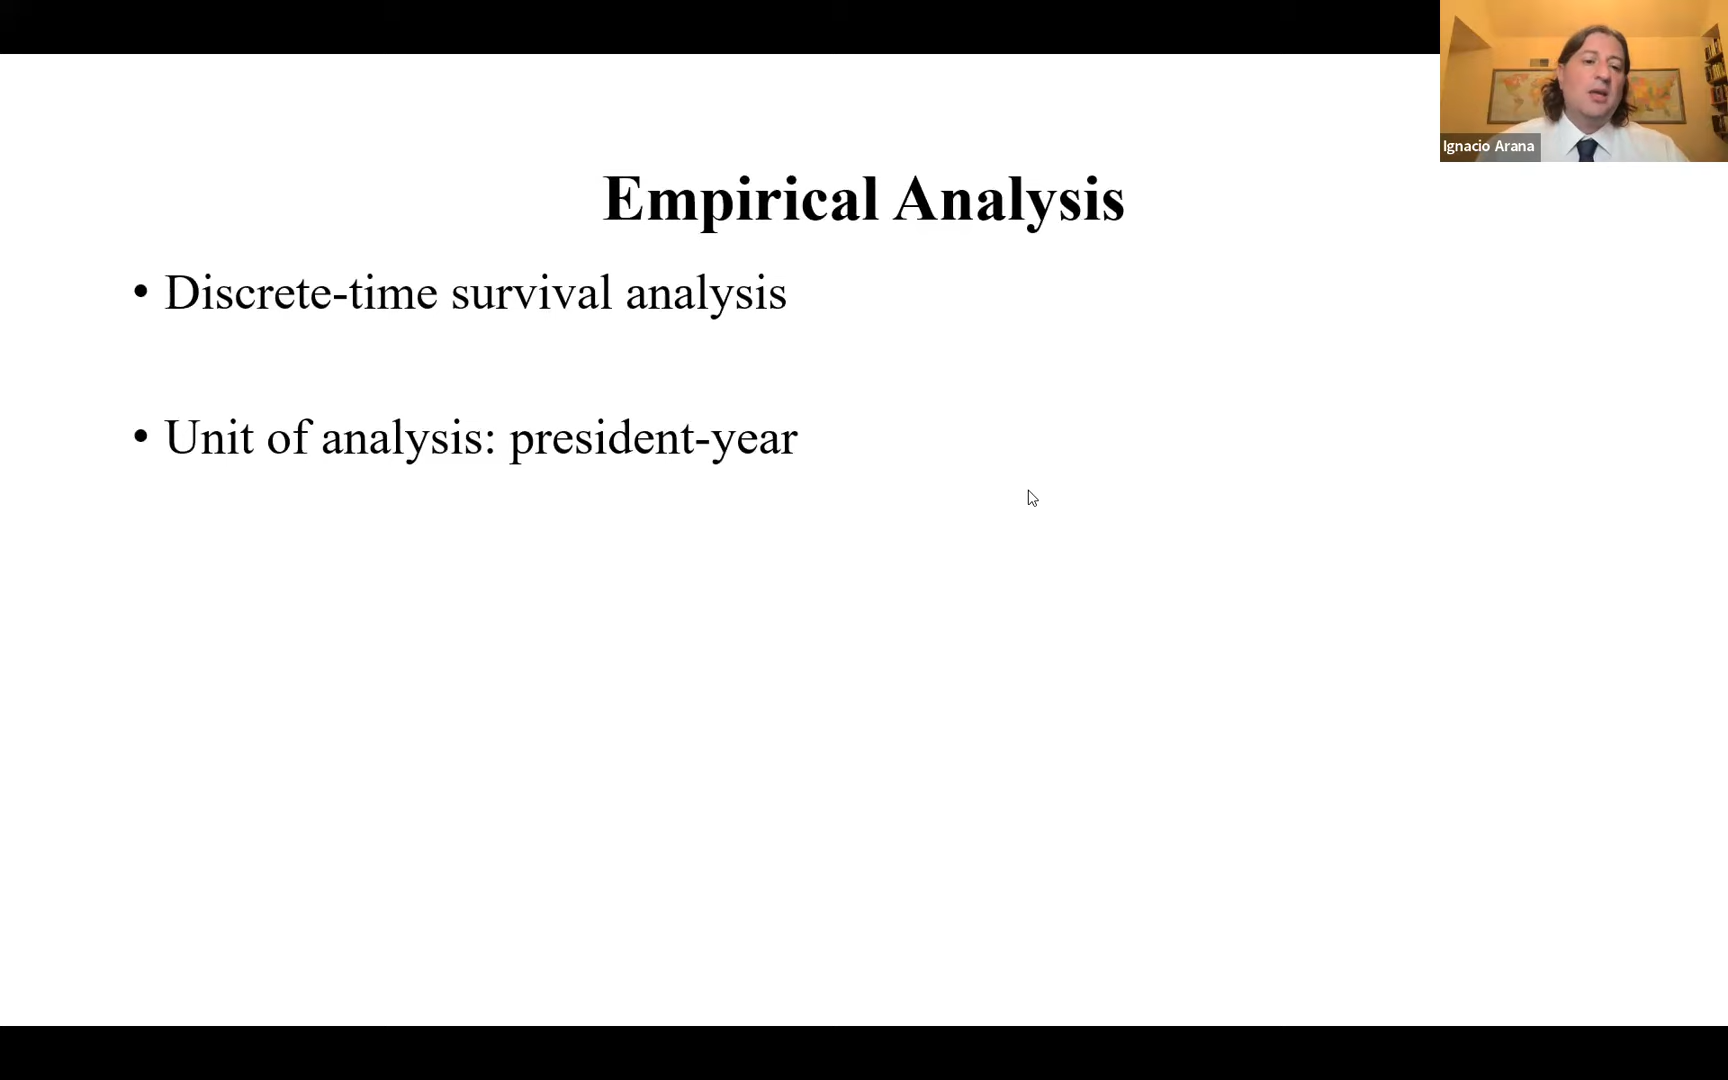 Ignacio Arana
Empirical Analysis
• Discrete-time survival analysis
• Unit of analysis: president-year